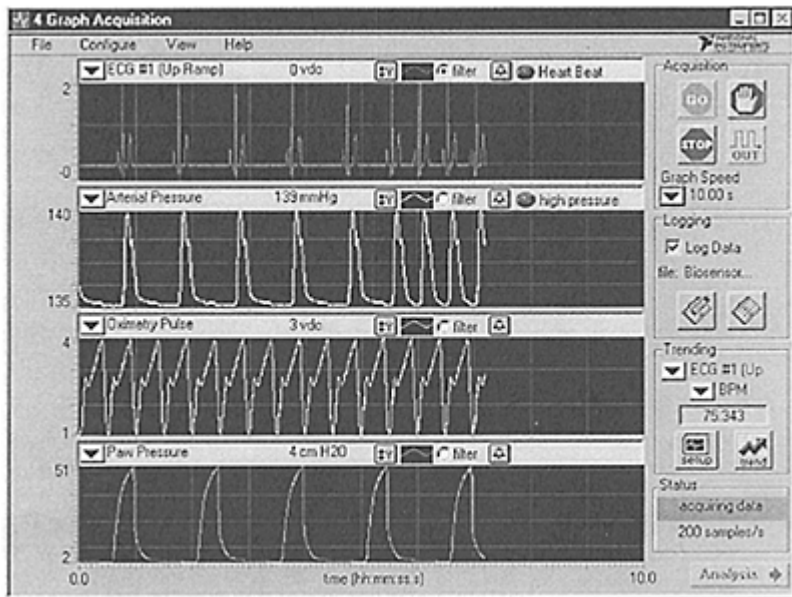 4 Graph Acquisition
File Configure View Help
NATIONAL INSTRUMENTS
ECG #1 (Up Ramp) 0 vdc filter Heart Beat
2
-0
Arterial Pressure 139 mmHg filter high pressure
140
135
Oximetry Pulse 3 vdc filter
4
1
Paw Pressure 4 cm H20 filter
51
2
0.0 time (hh:mm:ss.s) 10.0
Acquisition
GO
STOP OUT
Graph Speed
10.00 s
Logging
Log Data
file: Biosensor...
Trending
ECG #1 (Up
BPM
75.343
setup trend
Status
acquiring data
200 samples/s
Analysis